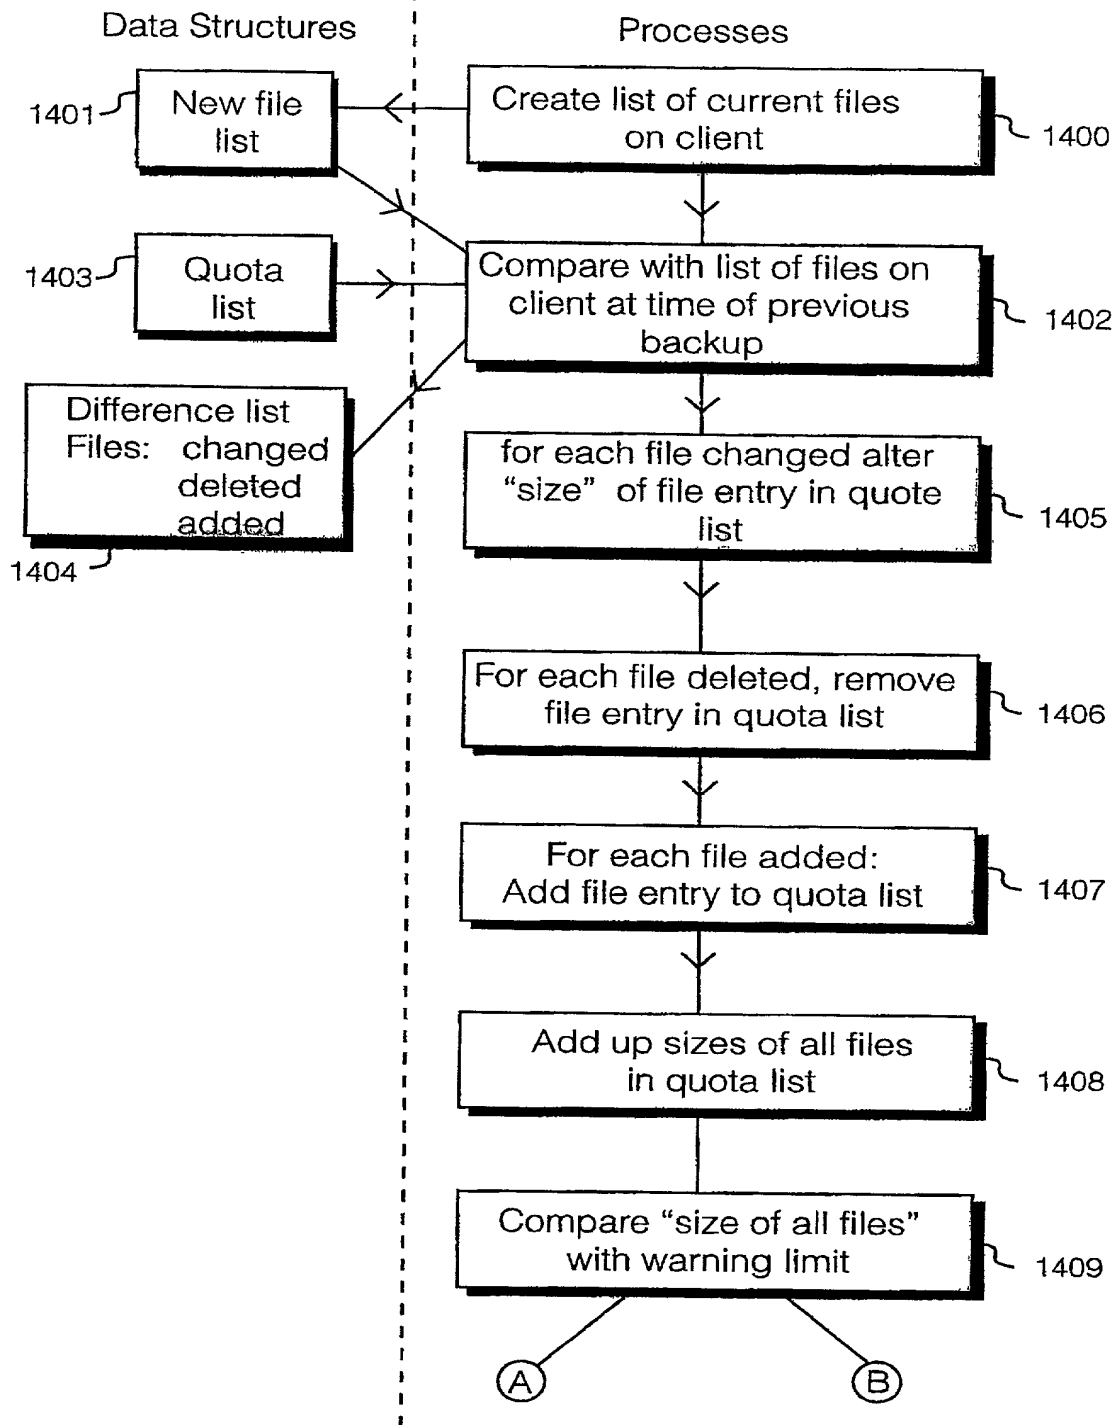 Data Structures
Processes
1401
New file
list
Create list of current files
on client
1400
1403
Quota
list
Compare with list of files on
client at time of previous
backup
1402
Difference list
Files: changed
deleted
added
1404
for each file changed alter
“size” of file entry in quote
list
1405
For each file deleted, remove
file entry in quota list
1406
For each file added:
Add file entry to quota list
1407
Add up sizes of all files
in quota list
1408
Compare “size of all files”
with warning limit
1409
A
B